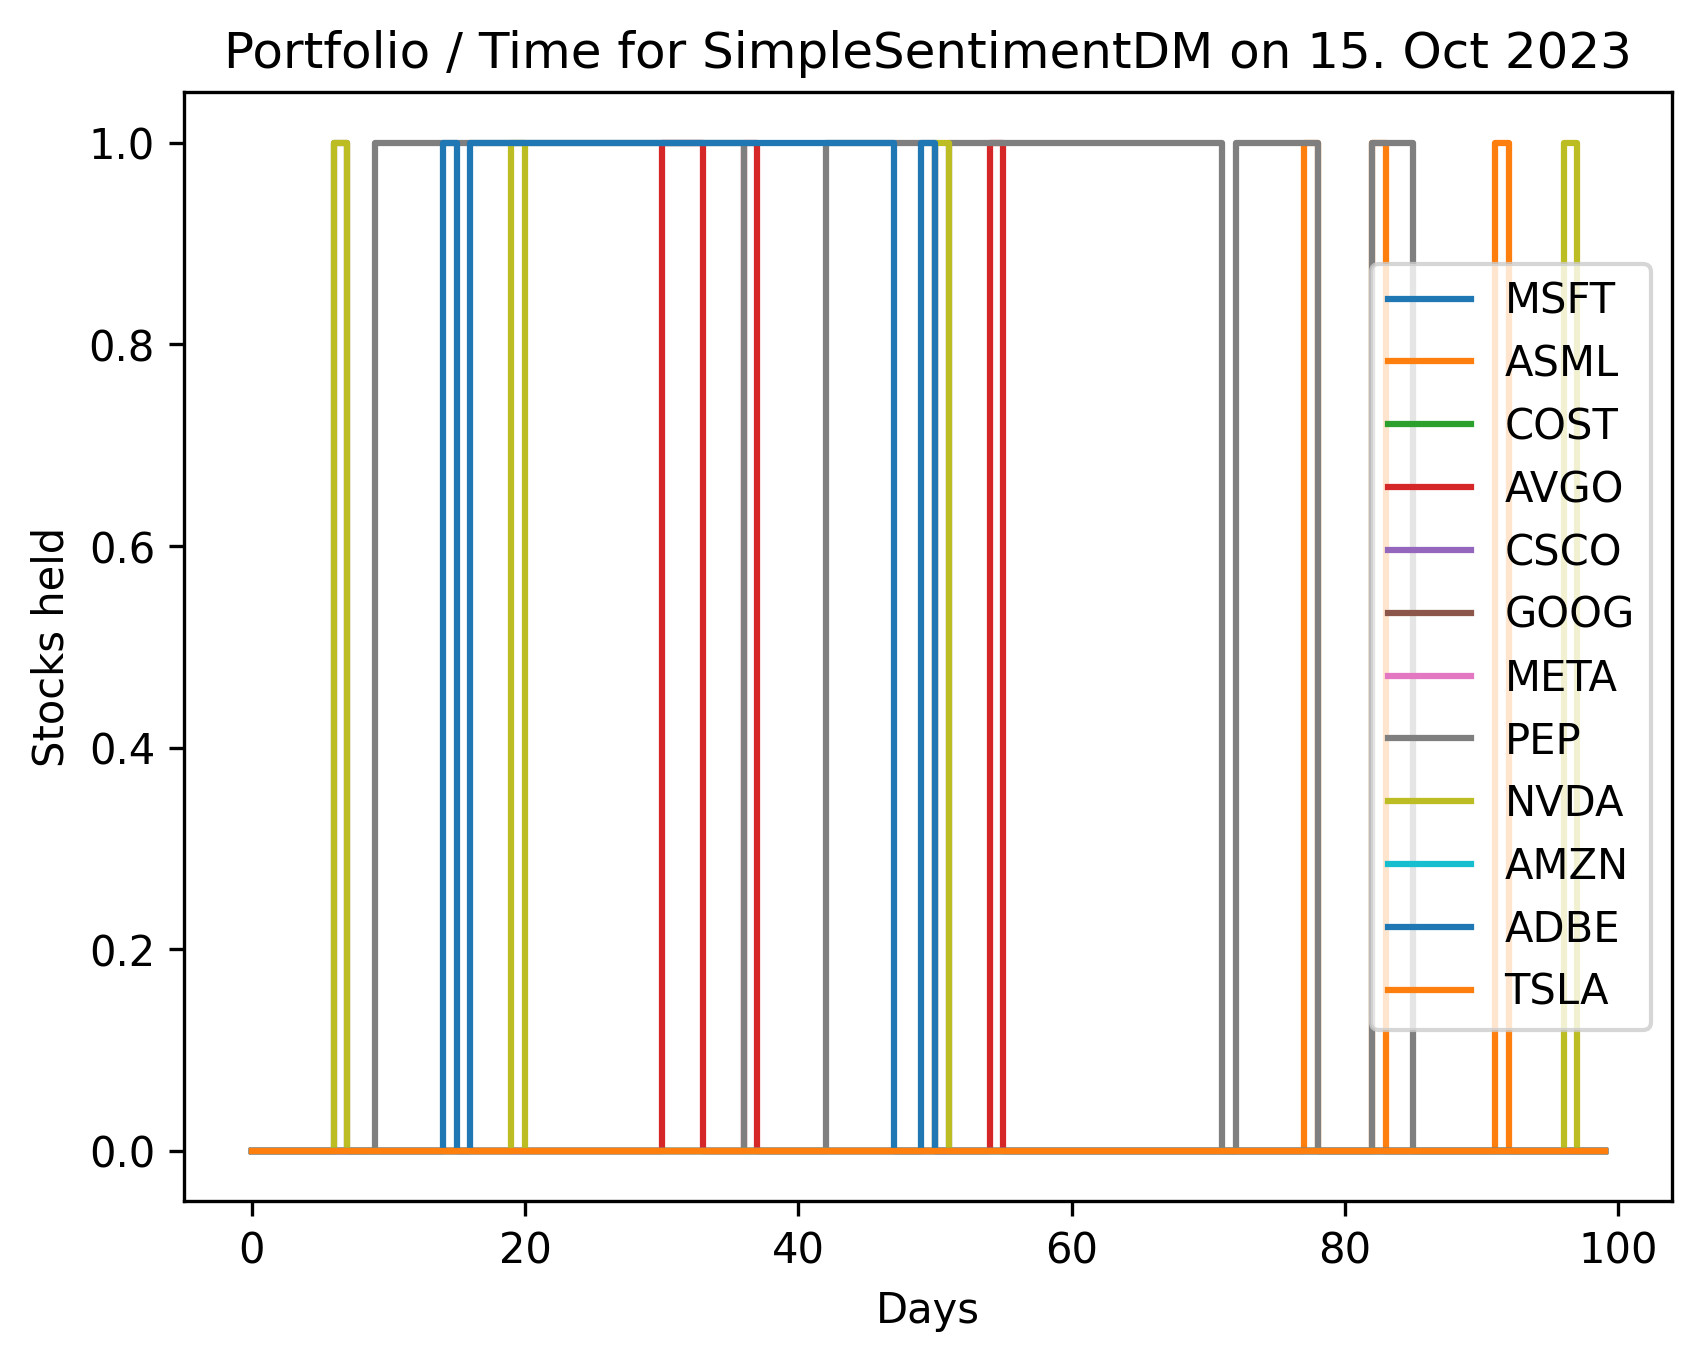 Portfolio / Time for SimpleSentimentDM on 15. Oct 2023
1.0
0.8
0.6
0.4
0.2
0.0
Stocks held
MSFT
ASML
COST
AVGO
CSCO
GOOG
META
PEP
NVDA
AMZN
ADBE
TSLA
0 20 40 60 80 100
Days